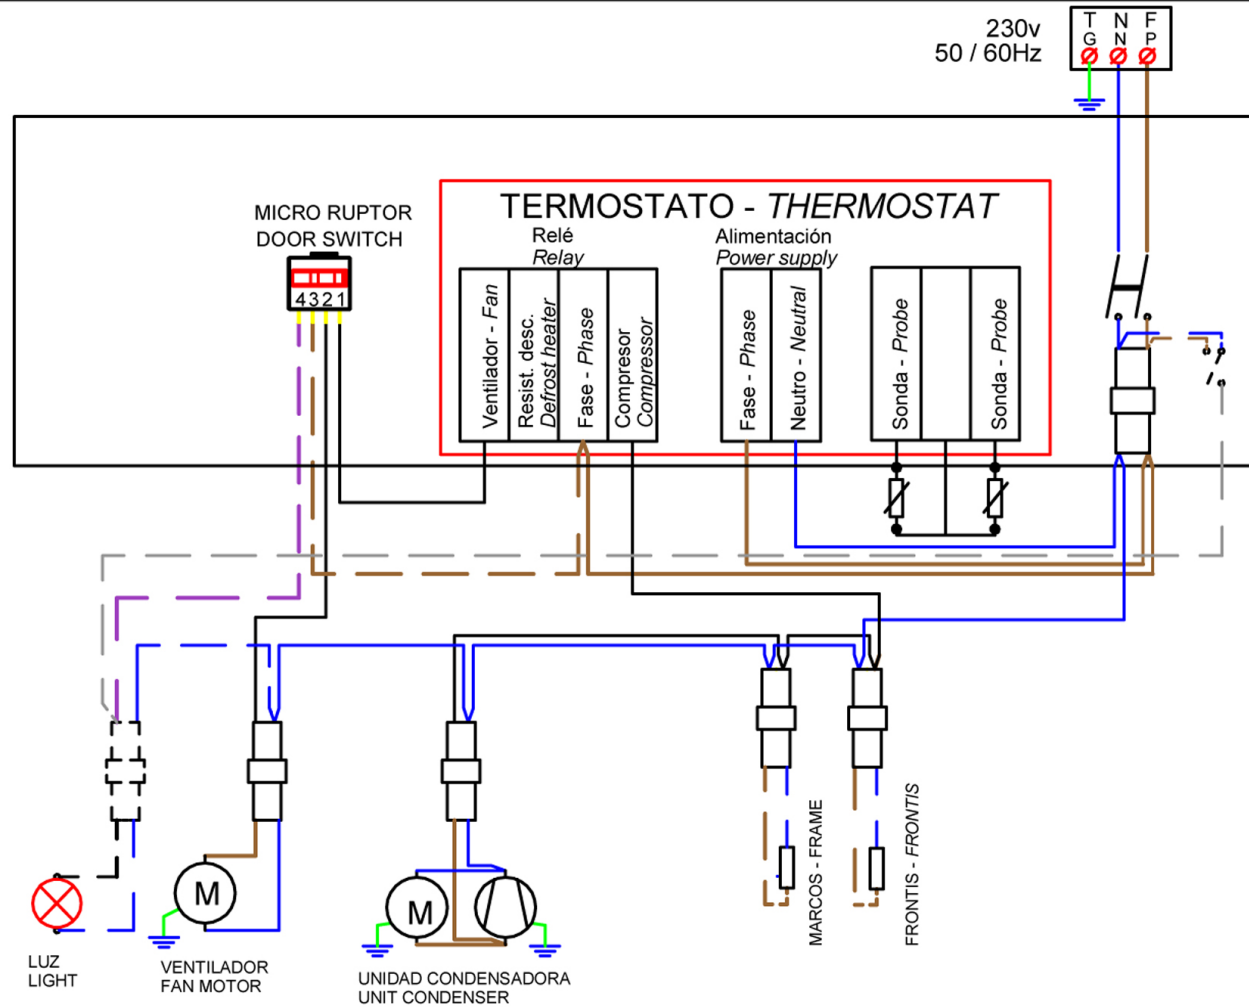 230v
50 / 60Hz
T N F
G N P
MICRO RUPTOR
DOOR SWITCH
4321
TERMOSTATO - THERMOSTAT
Relé
Relay
Alimentación
Power supply
Ventilador - Fan
Resist. desc.
Defrost heater
Fase - Phase
Compresor
Compressor
Fase - Phase
Neutro - Neutral
Sonda - Probe
Sonda - Probe
M
M
MARCOS - FRAME
FRONTIS - FRONTIS
LUZ
LIGHT
VENTILADOR
FAN MOTOR
UNIDAD CONDENSADORA
UNIT CONDENSER